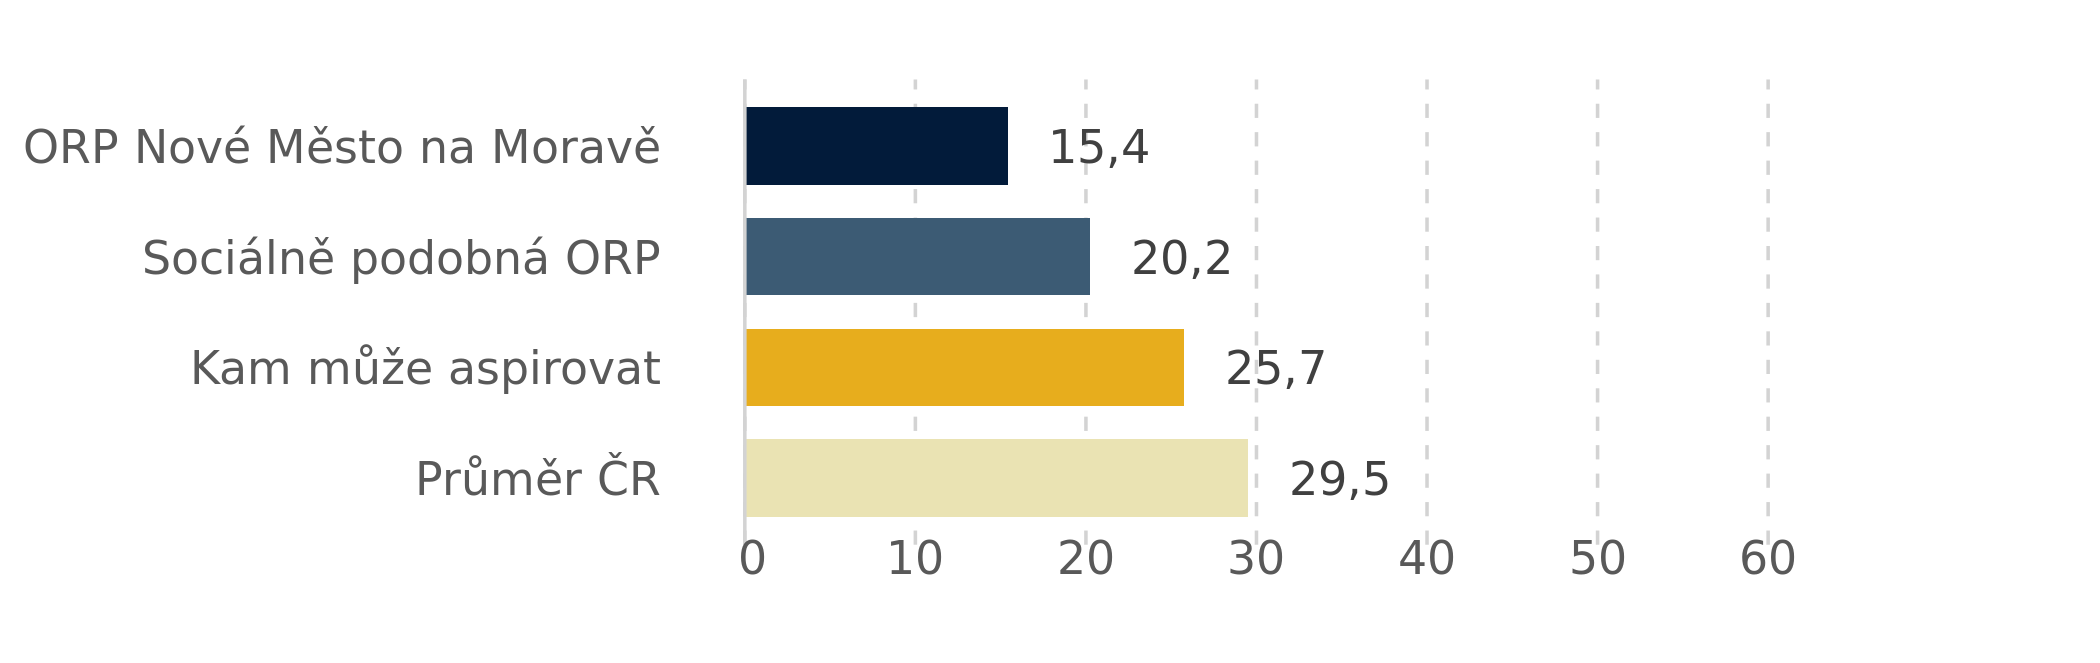 ORP Nové Město na Moravě 15,4
Sociálně podobná ORP 20,2
Kam může aspirovat 25,7
Průměr ČR 29,5
0 10 20 30 40 50 60